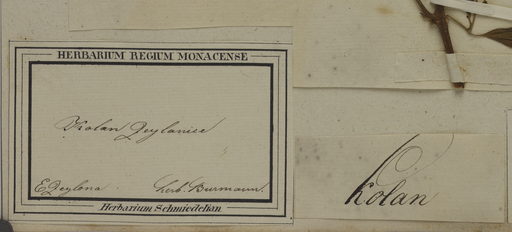 HERBARIUM REGIUM MONACENSE
Kolan Zeylanice
E Zeylona. herb. Burmann.
Herbarium Schmiedelian
Kolan